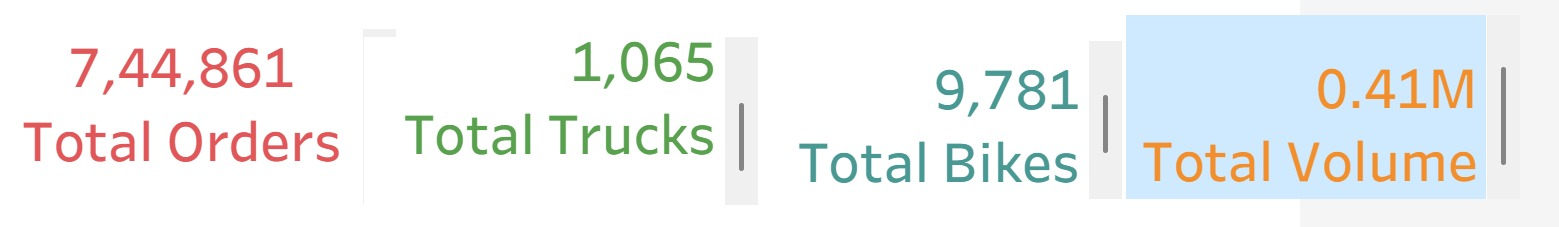 7,44,861
Total Orders
1,065
Total Trucks
9,781
Total Bikes
0.41M
Total Volume